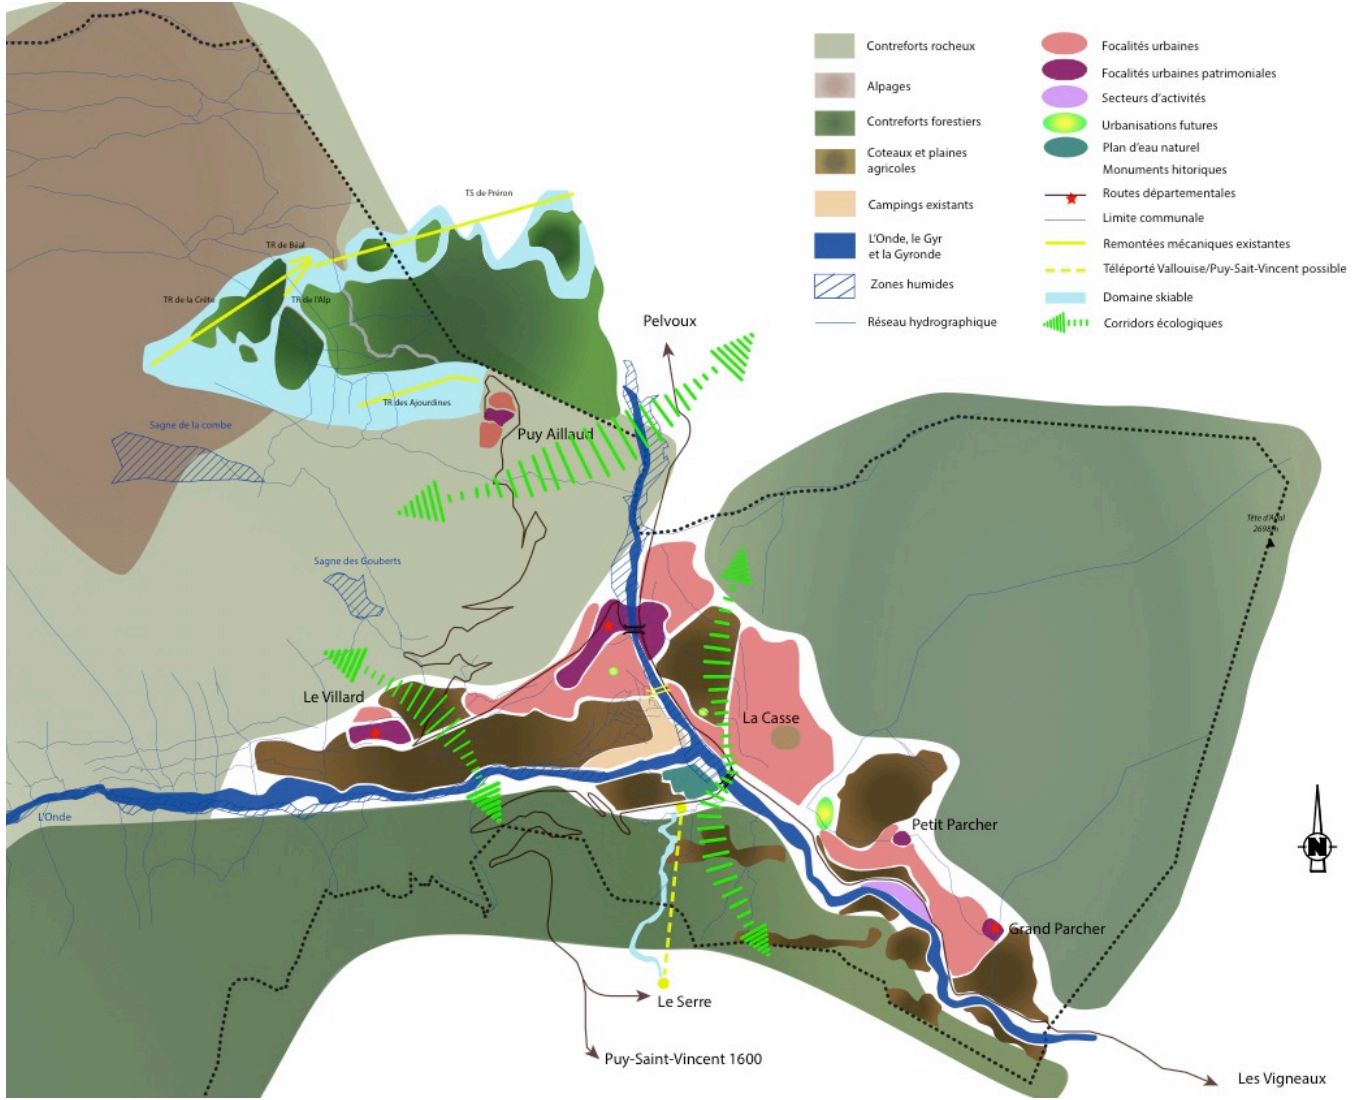 Contreforts rocheux
Alpages
Contreforts forestiers
Coteaux et plaines
agricoles
Campings existants
L'Onde, le Gyr
et la Gyronde
Zones humides
Réseau hydrographique
Focalités urbaines
Focalités urbaines patrimoniales
Secteurs d'activités
Urbanisations futures
Plan d'eau naturel
Monuments hitoriques
Routes départementales
Limite communale
Remontées mécaniques existantes
Téléporté Vallouise/Puy-Sait-Vincent possible
Domaine skiable
Corridors écologiques
TS de Préron
TR de Béal
TR de la Crête
TR de l'Alp
TR des Ajourdines
Pelvoux
Sagne de la combe
Puy Aillaud
Tête d'Aval
Sagne des Gouberts
Le Villard
La Casse
L'Onde
Petit Parcher
Grand Parcher
N
Le Serre
Puy-Saint-Vincent 1600
Les Vigneaux